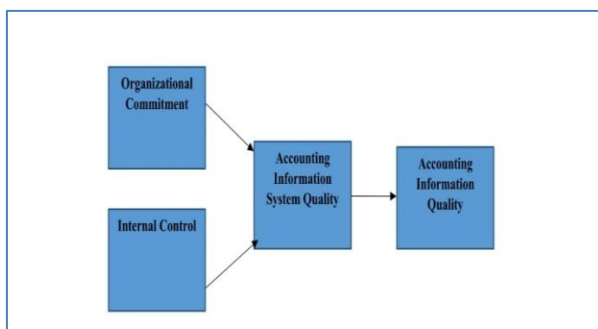 Organizational
Commitment
Internal Control
Accounting
Information
System Quality
Accounting
Information
Quality